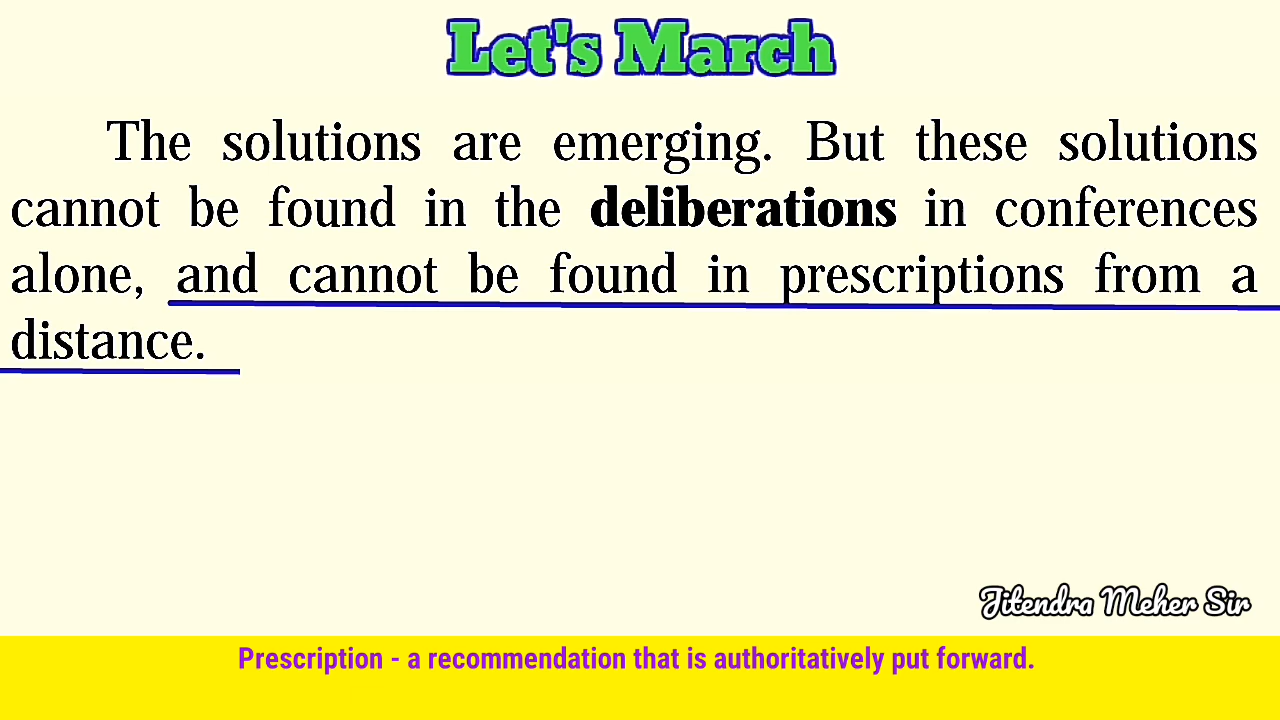 Let's March
The solutions are emerging. But these solutions
cannot be found in the deliberations in conferences
alone, and cannot be found in prescriptions from a
distance.
Jitendra Meher Sir
Prescription - a recommendation that is authoritatively put forward.